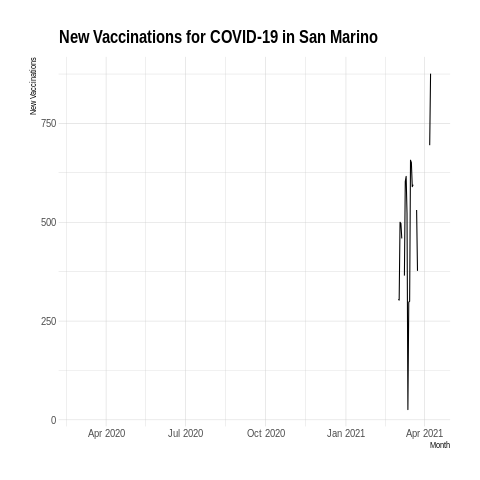 New Vaccinations for COVID-19 in San Marino
New Vaccinations
750
500
250
0
Apr 2020 Jul 2020 Oct 2020 Jan 2021 Apr 2021
Month